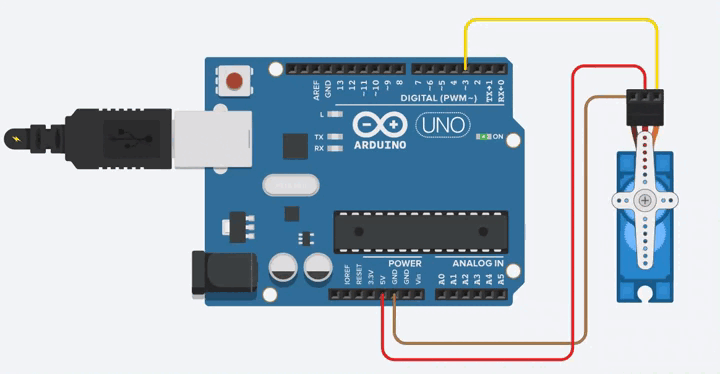 AREF
GND
13
12
~11
~10
~9
8
7
~6
~5
4
~3
2
TX→1
RX←0
DIGITAL (PWM~)
L
TX
RX
UNO
ARDUINO
ON
POWER
ANALOG IN
IOREF
RESET
3.3V
5V
GND
GND
Vin
A0
A1
A2
A3
A4
A5